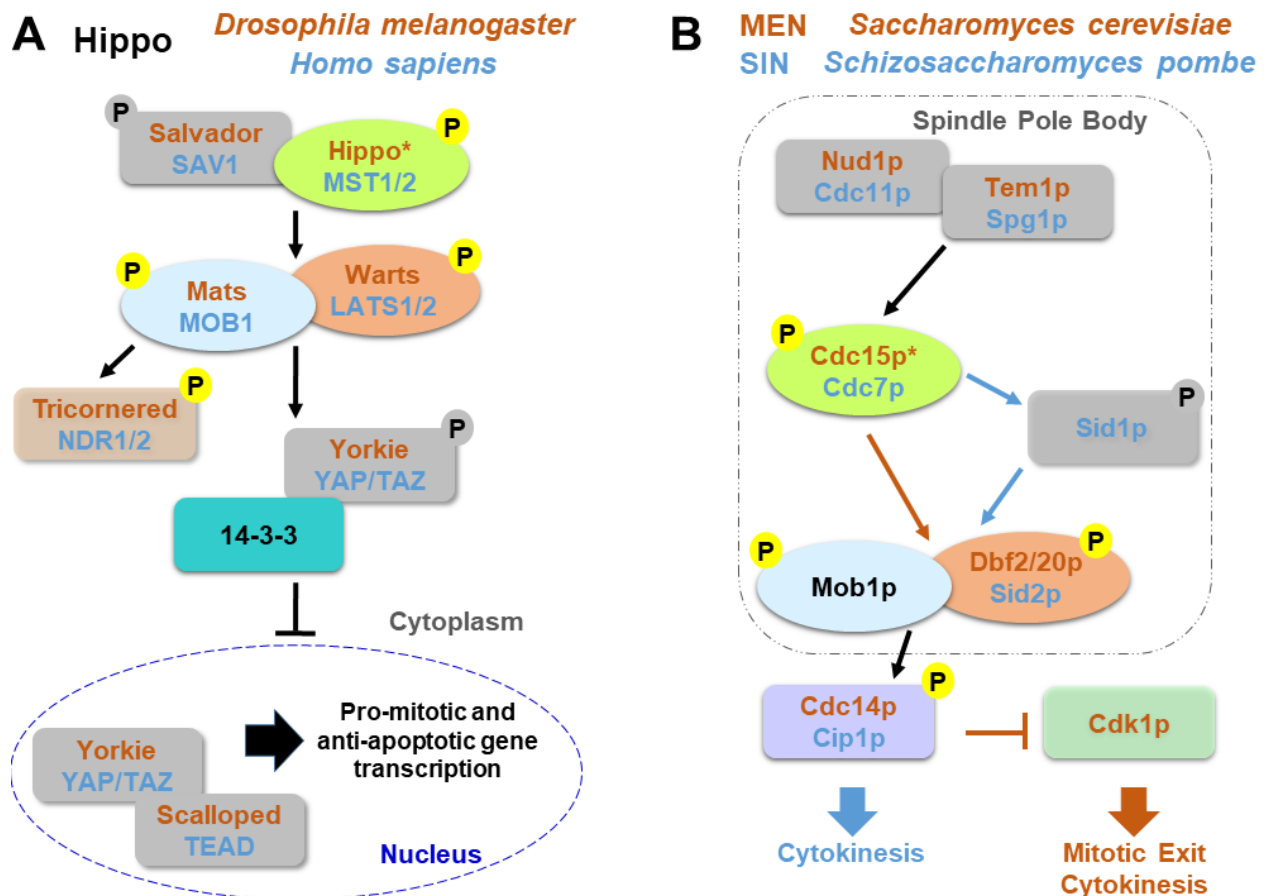 A Hippo
Drosophila melanogaster
Homo sapiens
P
Salvador
SAV1
P
Hippo*
MST1/2
P
Mats
MOB1
P
Warts
LATS1/2
P
Tricornered
NDR1/2
P
Yorkie
YAP/TAZ
14-3-3
Cytoplasm
Pro-mitotic and
anti-apoptotic gene
transcription
Yorkie
YAP/TAZ
Scalloped
TEAD
Nucleus
B MEN Saccharomyces cerevisiae
SIN Schizosaccharomyces pombe
Spindle Pole Body
Nud1p
Cdc11p
Tem1p
Spg1p
P
Cdc15p*
Cdc7p
P
Sid1p
P
Mob1p
P
Dbf2/20p
Sid2p
P
Cdc14p
Cip1p
Cdk1p
Cytokinesis
Mitotic Exit
Cytokinesis